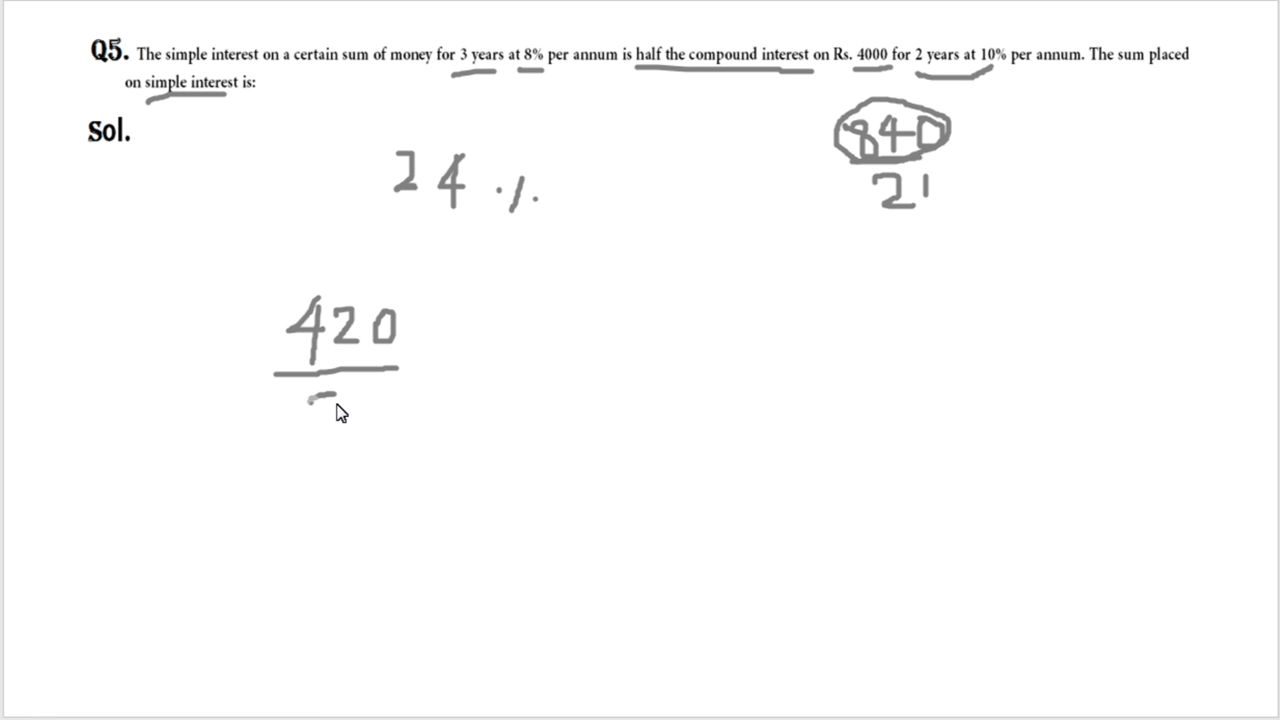 Q5. The simple interest on a certain sum of money for 3 years at 8% per annum is half the compound interest on Rs. 4000 for 2 years at 10% per annum. The sum placed
on simple interest is:
Sol.
840
24 ./.
21
420